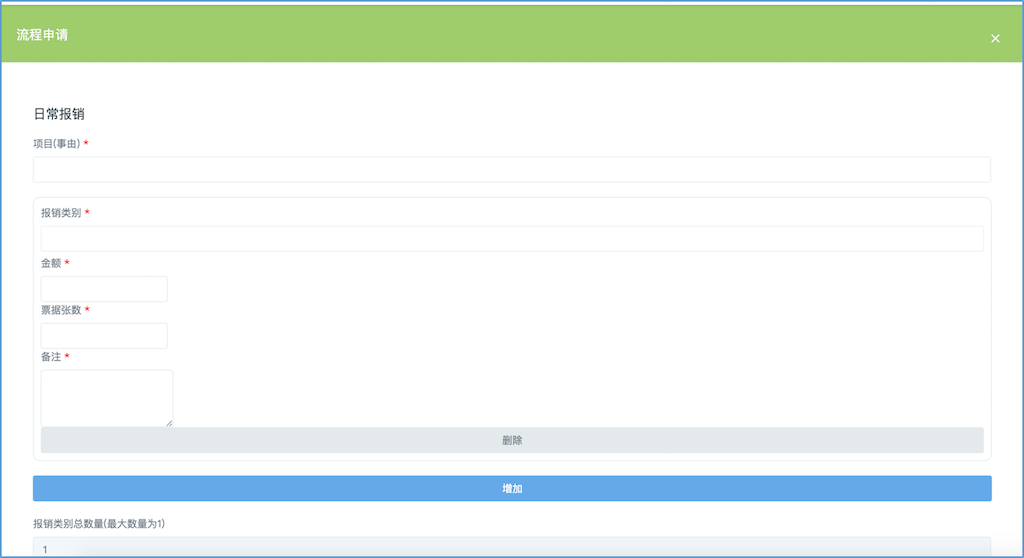 流程申请
×
日常报销
项目(事由) *
报销类别 *
金额 *
票据张数 *
备注 *
删除
增加
报销类别总数量(最大数量为1)
1